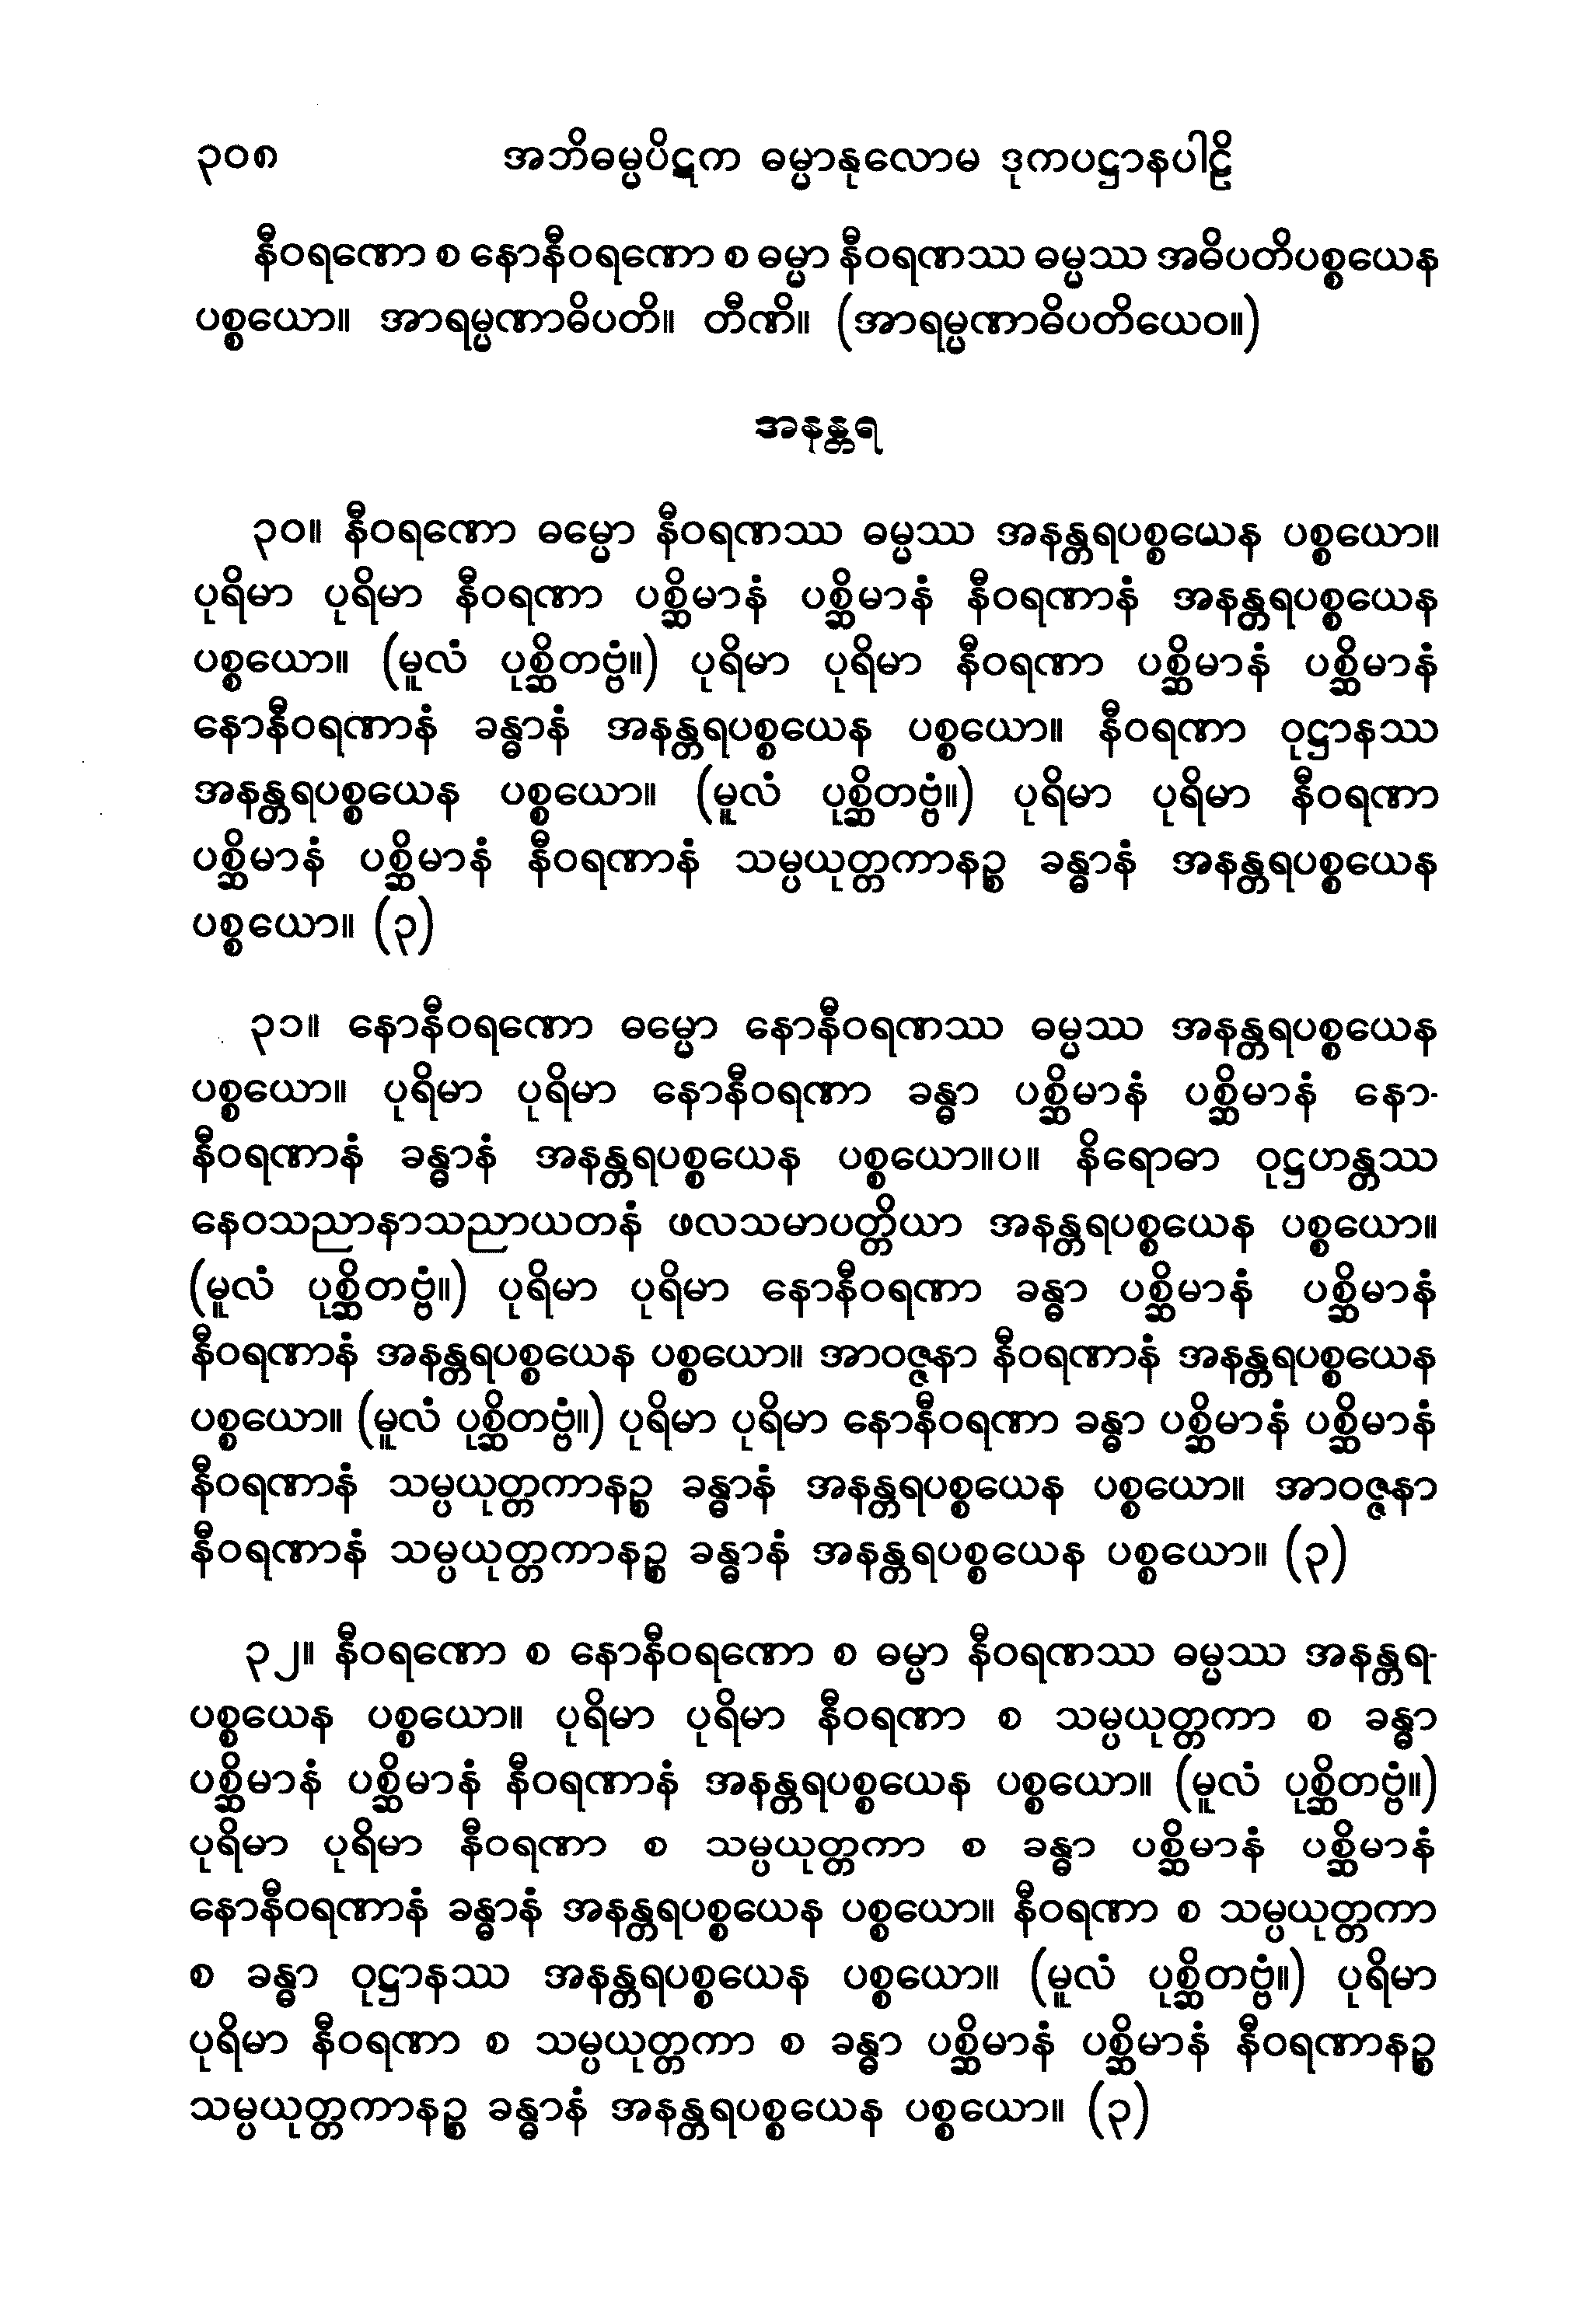 ၃၀၈ အဘိဓမ္မပိဋက ဓမ္မာနုလောမ ဒုကပဋ္ဌာနပါဠိ
နီဝရဏော စ နောနီဝရဏော စ ဓမ္မာ နီဝရဏဿ ဓမ္မဿ အဓိပတိပစ္စယေန
ပစ္စယော။ အာရမ္မဏာဓိပတိ။ တီဏိ။ (အာရမ္မဏာဓိပတိယေဝ။)
အနန္တရ
၃၀။ နီဝရဏော ဓမ္မော နီဝရဏဿ ဓမ္မဿ အနန္တရပစ္စယေန ပစ္စယော။
ပုရိမာ ပုရိမာ နီဝရဏာ ပစ္ဆိမာနံ ပစ္ဆိမာနံ နီဝရဏာနံ အနန္တရပစ္စယေန
ပစ္စယော။ (မူလံ ပုစ္ဆိတဗ္ဗံ။) ပုရိမာ ပုရိမာ နီဝရဏာ ပစ္ဆိမာနံ ပစ္ဆိမာနံ
နောနီဝရဏာနံ ခန္ဓာနံ အနန္တရပစ္စယေန ပစ္စယော။ နီဝရဏာ ဝုဋ္ဌာနဿ
အနန္တရပစ္စယေန ပစ္စယော။ (မူလံ ပုစ္ဆိတဗ္ဗံ။) ပုရိမာ ပုရိမာ နီဝရဏာ
ပစ္ဆိမာနံ ပစ္ဆိမာနံ နီဝရဏာနံ သမ္ပယုတ္တကာနဉ္စ ခန္ဓာနံ အနန္တရပစ္စယေန
ပစ္စယော။ (၃)
၃၁။ နောနီဝရဏော ဓမ္မော နောနီဝရဏဿ ဓမ္မဿ အနန္တရပစ္စယေန
ပစ္စယော။ ပုရိမာ ပုရိမာ နောနီဝရဏာ ခန္ဓာ ပစ္ဆိမာနံ ပစ္ဆိမာနံ နော-
နီဝရဏာနံ ခန္ဓာနံ အနန္တရပစ္စယေန ပစ္စယော။ပ။ နိရောဓာ ဝုဋ္ဌဟန္တဿ
နေဝသညာနာသညာယတနံ ဖလသမာပတ္တိယာ အနန္တရပစ္စယေန ပစ္စယော။
(မူလံ ပုစ္ဆိတဗ္ဗံ။) ပုရိမာ ပုရိမာ နောနီဝရဏာ ခန္ဓာ ပစ္ဆိမာနံ ပစ္ဆိမာနံ
နီဝရဏာနံ အနန္တရပစ္စယေန ပစ္စယော။ အာဝဇ္ဇနာ နီဝရဏာနံ အနန္တရပစ္စယေန
ပစ္စယော။ (မူလံ ပုစ္ဆိတဗ္ဗံ။) ပုရိမာ ပုရိမာ နောနီဝရဏာ ခန္ဓာ ပစ္ဆိမာနံ ပစ္ဆိမာနံ
နီဝရဏာနံ သမ္ပယုတ္တကာနဉ္စ ခန္ဓာနံ အနန္တရပစ္စယေန ပစ္စယော။ အာဝဇ္ဇနာ
နီဝရဏာနံ သမ္ပယုတ္တကာနဉ္စ ခန္ဓာနံ အနန္တရပစ္စယေန ပစ္စယော။ (၃)
၃၂။ နီဝရဏော စ နောနီဝရဏော စ ဓမ္မာ နီဝရဏဿ ဓမ္မဿ အနန္တရ-
ပစ္စယေန ပစ္စယော။ ပုရိမာ ပုရိမာ နီဝရဏာ စ သမ္ပယုတ္တကာ စ ခန္ဓာ
ပစ္ဆိမာနံ ပစ္ဆိမာနံ နီဝရဏာနံ အနန္တရပစ္စယေန ပစ္စယော။ (မူလံ ပုစ္ဆိတဗ္ဗံ။)
ပုရိမာ ပုရိမာ နီဝရဏာ စ သမ္ပယုတ္တကာ စ ခန္ဓာ ပစ္ဆိမာနံ ပစ္ဆိမာနံ
နောနီဝရဏာနံ ခန္ဓာနံ အနန္တရပစ္စယေန ပစ္စယော။ နီဝရဏာ စ သမ္ပယုတ္တကာ
စ ခန္ဓာ ဝုဋ္ဌာနဿ အနန္တရပစ္စယေန ပစ္စယော။ (မူလံ ပုစ္ဆိတဗ္ဗံ။) ပုရိမာ
ပုရိမာ နီဝရဏာ စ သမ္ပယုတ္တကာ စ ခန္ဓာ ပစ္ဆိမာနံ ပစ္ဆိမာနံ နီဝရဏာနဉ္စ
သမ္ပယုတ္တကာနဉ္စ ခန္ဓာနံ အနန္တရပစ္စယေန ပစ္စယော။ (၃)